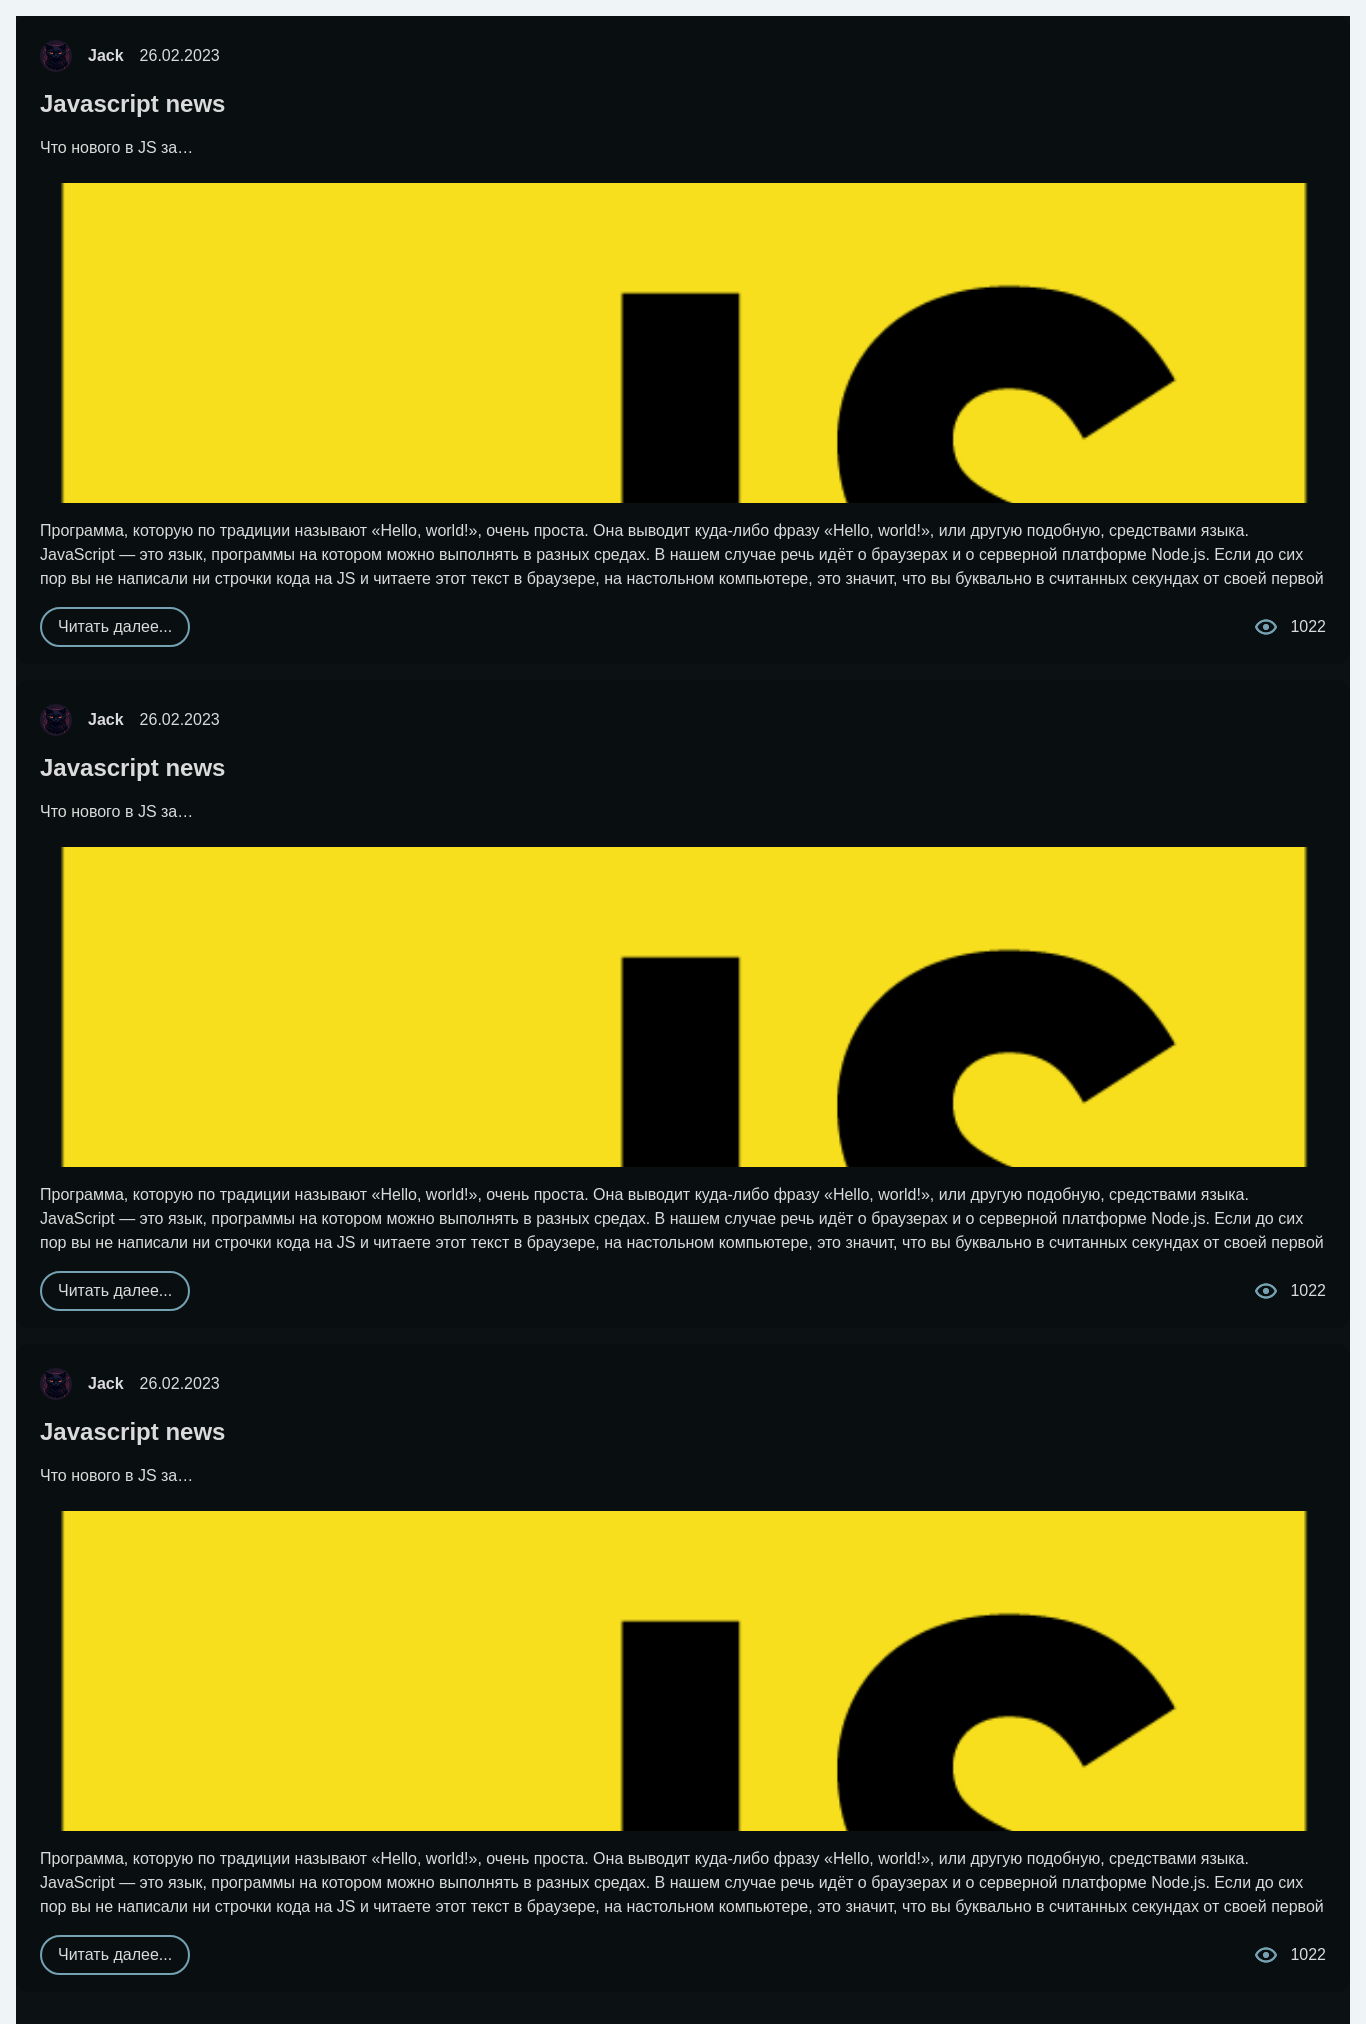 Jack 26.02.2023
Javascript news
Что нового в JS за…
JS
Программа, которую по традиции называют «Hello, world!», очень проста. Она выводит куда-либо фразу «Hello, world!», или другую подобную, средствами языка.
JavaScript — это язык, программы на котором можно выполнять в разных средах. В нашем случае речь идёт о браузерах и о серверной платформе Node.js. Если до сих
пор вы не написали ни строчки кода на JS и читаете этот текст в браузере, на настольном компьютере, это значит, что вы буквально в считанных секундах от своей первой
Читать далее... 1022
Jack 26.02.2023
Javascript news
Что нового в JS за…
JS
Программа, которую по традиции называют «Hello, world!», очень проста. Она выводит куда-либо фразу «Hello, world!», или другую подобную, средствами языка.
JavaScript — это язык, программы на котором можно выполнять в разных средах. В нашем случае речь идёт о браузерах и о серверной платформе Node.js. Если до сих
пор вы не написали ни строчки кода на JS и читаете этот текст в браузере, на настольном компьютере, это значит, что вы буквально в считанных секундах от своей первой
Читать далее... 1022
Jack 26.02.2023
Javascript news
Что нового в JS за…
JS
Программа, которую по традиции называют «Hello, world!», очень проста. Она выводит куда-либо фразу «Hello, world!», или другую подобную, средствами языка.
JavaScript — это язык, программы на котором можно выполнять в разных средах. В нашем случае речь идёт о браузерах и о серверной платформе Node.js. Если до сих
пор вы не написали ни строчки кода на JS и читаете этот текст в браузере, на настольном компьютере, это значит, что вы буквально в считанных секундах от своей первой
Читать далее... 1022